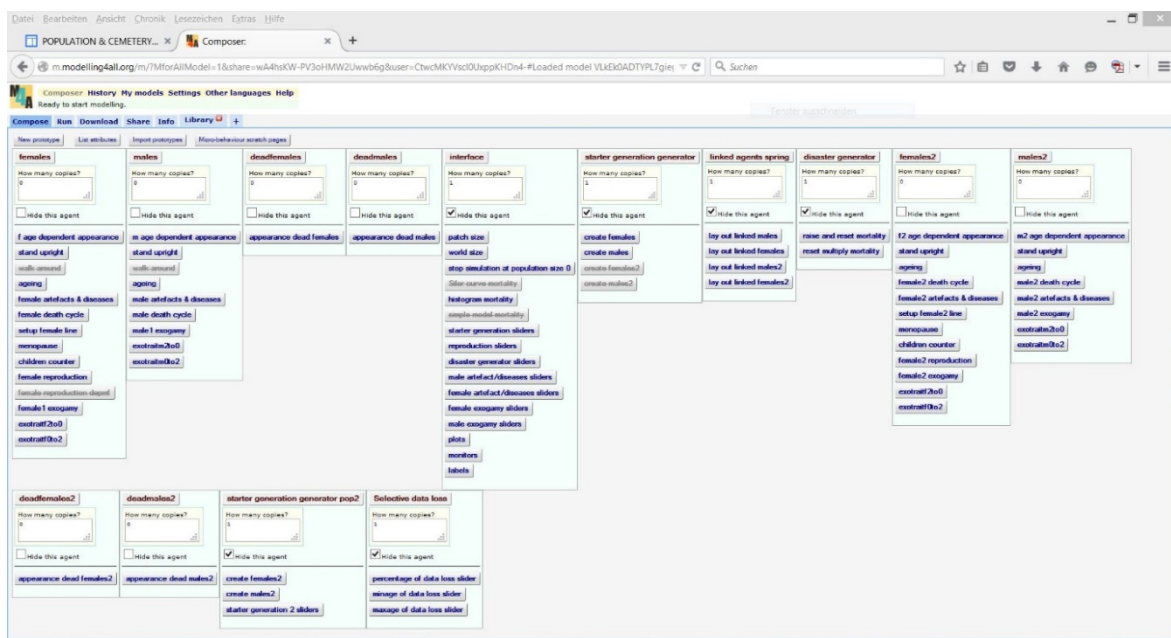 Datei Bearbeiten Ansicht Chronik Lesezeichen Extras Hilfe
POPULATION & CEMETERY... × Composer: × +
m.modelling4all.org/m/?MforAllModel=1&share=wA4hsKW-PV3oHMW2Uwwb6g&user=CtwcMKYVscl0UxppKHDn4-#Loaded model Suchen
M4A Composer History My models Settings Other languages Help
Ready to start modelling.
Fenster ausschneiden
Compose Run Download Share Info Library +
New prototype List attributes Import prototypes Micro-behaviour scratch pages
females
How many copies?
0
Hide this agent
f age dependent appearance
stand upright
walk around
ageing
female artefacts & diseases
female death cycle
setup female line
menopause
children counter
female reproduction
female reproduction depmf
female1 exogamy
exotraitf2to0
exotraitf0to2
males
How many copies?
0
Hide this agent
m age dependent appearance
stand upright
walk around
ageing
male artefacts & diseases
male death cycle
male1 exogamy
exotraitm2to0
exotraitm0to2
deadfemales
How many copies?
0
Hide this agent
appearance dead females
deadmales
How many copies?
0
Hide this agent
appearance dead males
interface
How many copies?
1
Hide this agent
patch size
world size
stop simulation at population size 0
Siler curve mortality
histogram mortality
simple model mortality
starter generation sliders
reproduction sliders
disaster generator sliders
male artefact/diseases sliders
female artefact/diseases sliders
female exogamy sliders
male exogamy sliders
plots
monitors
labels
starter generation generator
How many copies?
1
Hide this agent
create females
create males
create females2
create males2
linked agents spring
How many copies?
1
Hide this agent
lay out linked males
lay out linked females
lay out linked males2
lay out linked females2
disaster generator
How many copies?
1
Hide this agent
raise and reset mortality
reset multiply mortality
females2
How many copies?
0
Hide this agent
f2 age dependent appearance
stand upright
ageing
female2 death cycle
female2 artefacts & diseases
setup female2 line
menopause
children counter
female2 reproduction
female2 exogamy
exotraitf2to0
exotraitf0to2
males2
How many copies?
0
Hide this agent
m2 age dependent appearance
stand upright
ageing
male2 death cycle
male2 artefacts & diseases
male2 exogamy
exotraitm2to0
exotraitm0to2
deadfemales2
How many copies?
0
Hide this agent
appearance dead females2
deadmales2
How many copies?
0
Hide this agent
appearance dead males2
starter generation generator pop2
How many copies?
1
Hide this agent
create females2
create males2
starter generation 2 sliders
Selective data loss
How many copies?
1
Hide this agent
percentage of data loss slider
minage of data loss slider
maxage of data loss slider